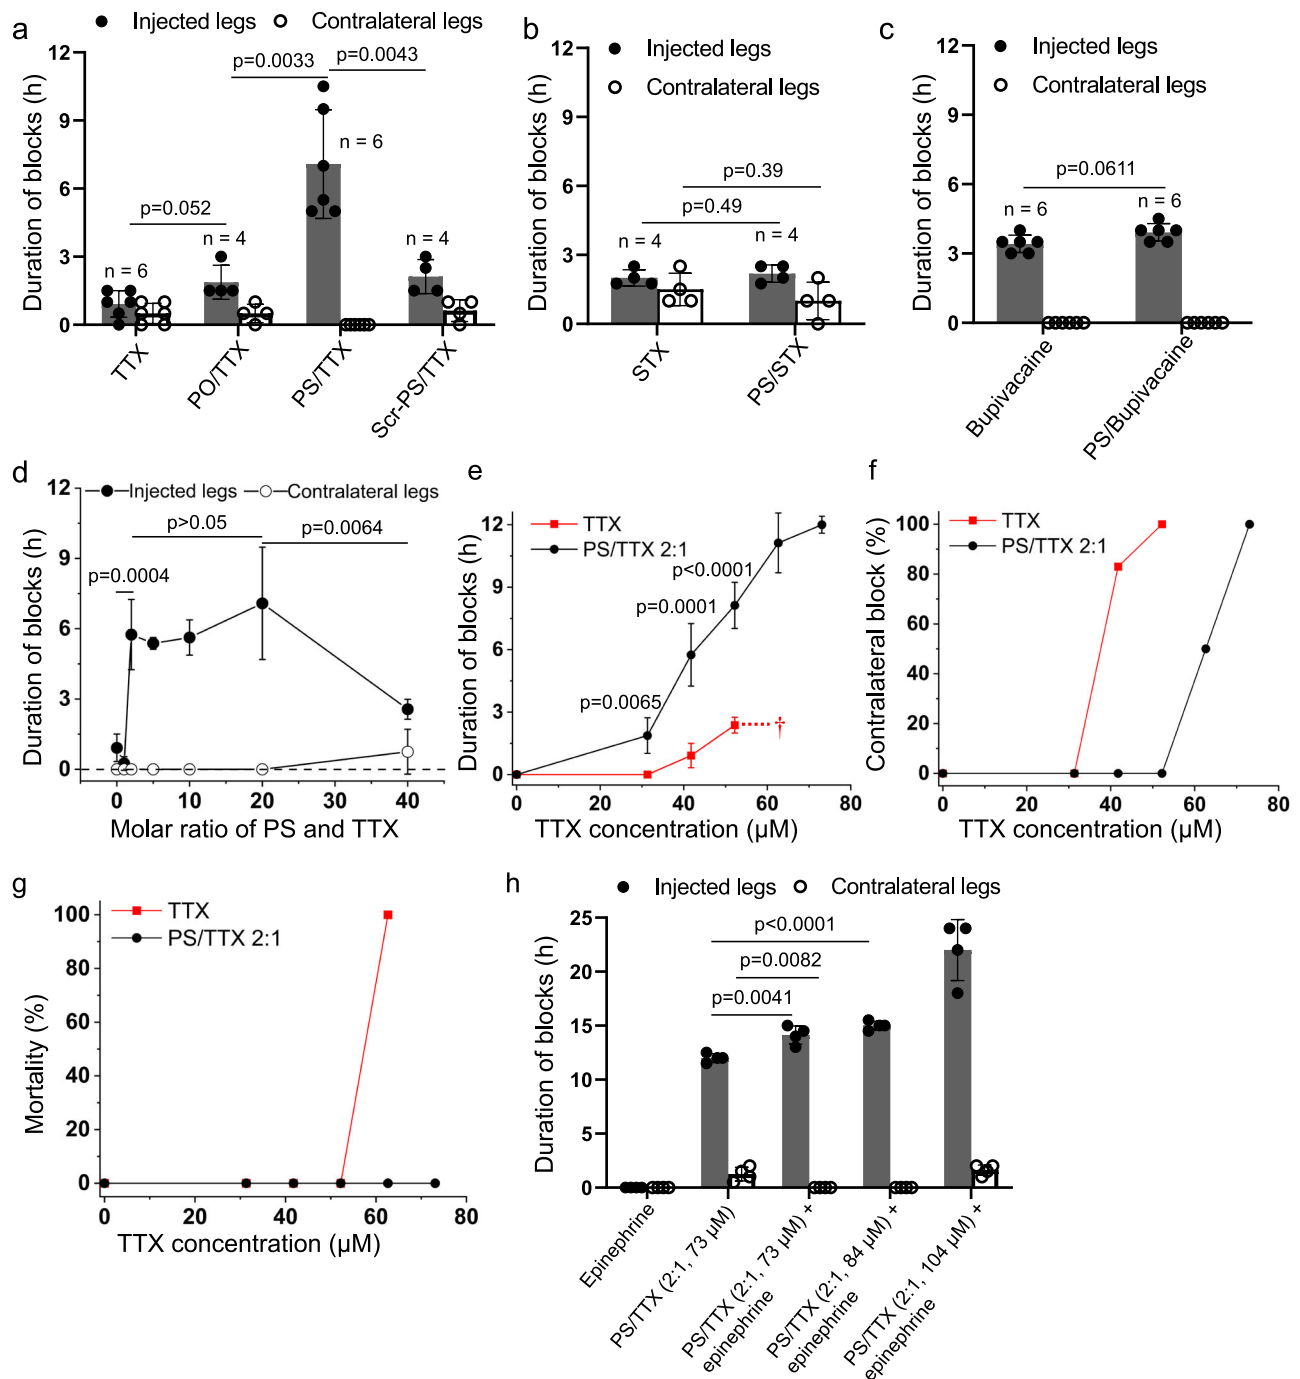 a
Injected legs
Contralateral legs
Duration of blocks (h)
12
9
6
3
0
p=0.0033
p=0.0043
p=0.052
n = 6
n = 4
n = 6
n = 4
TTX
PO/TTX
PS/TTX
Scr-PS/TTX
b
Injected legs
Contralateral legs
Duration of blocks (h)
12
9
6
3
0
p=0.39
p=0.49
n = 4
n = 4
STX
PS/STX
c
Injected legs
Contralateral legs
Duration of blocks (h)
12
9
6
3
0
p=0.0611
n = 6
n = 6
Bupivacaine
PS/Bupivacaine
d
Injected legs
Contralateral legs
Duration of blocks (h)
12
9
6
3
0
p>0.05
p=0.0064
p=0.0004
0 10 20 30 40
Molar ratio of PS and TTX
e
TTX
PS/TTX 2:1
Duration of blocks (h)
12
9
6
3
0
p<0.0001
p=0.0001
p=0.0065
†
0 20 40 60 80
TTX concentration (µM)
f
TTX
PS/TTX 2:1
Contralateral block (%)
100
80
60
40
20
0
0 20 40 60 80
TTX concentration (µM)
g
TTX
PS/TTX 2:1
Mortality (%)
100
80
60
40
20
0
0 20 40 60 80
TTX concentration (µM)
h
Injected legs
Contralateral legs
Duration of blocks (h)
25
20
15
10
5
0
p<0.0001
p=0.0082
p=0.0041
Epinephrine
PS/TTX (2:1, 73 µM)
PS/TTX (2:1, 73 µM) +
epinephrine
PS/TTX (2:1, 84 µM) +
epinephrine
PS/TTX (2:1, 104 µM) +
epinephrine